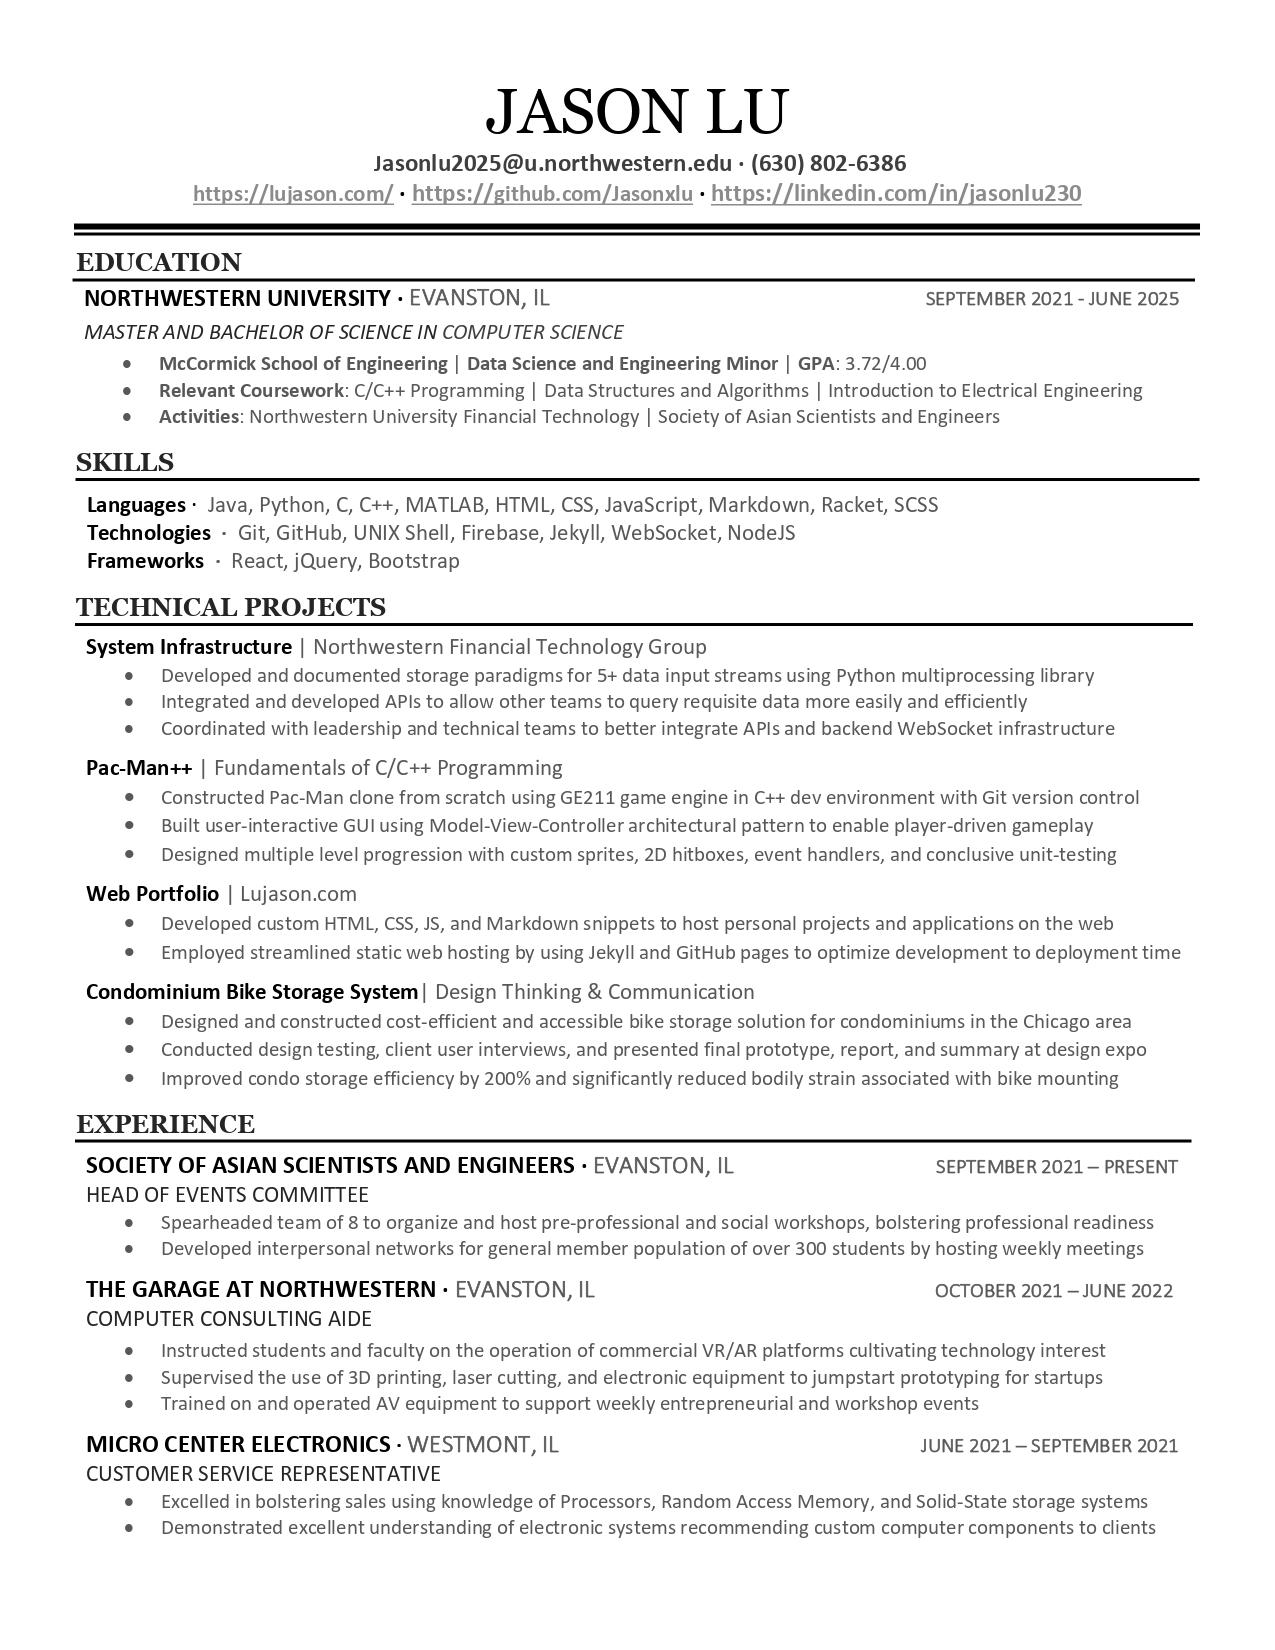 JASON LU
Jasonlu2025@u.northwestern.edu · (630) 802-6386
https://lujason.com/ · https://github.com/Jasonxlu · https://linkedin.com/in/jasonlu230
EDUCATION
NORTHWESTERN UNIVERSITY · EVANSTON, IL SEPTEMBER 2021 - JUNE 2025
MASTER AND BACHELOR OF SCIENCE IN COMPUTER SCIENCE
• McCormick School of Engineering | Data Science and Engineering Minor | GPA: 3.72/4.00
• Relevant Coursework: C/C++ Programming | Data Structures and Algorithms | Introduction to Electrical Engineering
• Activities: Northwestern University Financial Technology | Society of Asian Scientists and Engineers
SKILLS
Languages · Java, Python, C, C++, MATLAB, HTML, CSS, JavaScript, Markdown, Racket, SCSS
Technologies · Git, GitHub, UNIX Shell, Firebase, Jekyll, WebSocket, NodeJS
Frameworks · React, jQuery, Bootstrap
TECHNICAL PROJECTS
System Infrastructure | Northwestern Financial Technology Group
• Developed and documented storage paradigms for 5+ data input streams using Python multiprocessing library
• Integrated and developed APIs to allow other teams to query requisite data more easily and efficiently
• Coordinated with leadership and technical teams to better integrate APIs and backend WebSocket infrastructure
Pac-Man++ | Fundamentals of C/C++ Programming
• Constructed Pac-Man clone from scratch using GE211 game engine in C++ dev environment with Git version control
• Built user-interactive GUI using Model-View-Controller architectural pattern to enable player-driven gameplay
• Designed multiple level progression with custom sprites, 2D hitboxes, event handlers, and conclusive unit-testing
Web Portfolio | Lujason.com
• Developed custom HTML, CSS, JS, and Markdown snippets to host personal projects and applications on the web
• Employed streamlined static web hosting by using Jekyll and GitHub pages to optimize development to deployment time
Condominium Bike Storage System| Design Thinking & Communication
• Designed and constructed cost-efficient and accessible bike storage solution for condominiums in the Chicago area
• Conducted design testing, client user interviews, and presented final prototype, report, and summary at design expo
• Improved condo storage efficiency by 200% and significantly reduced bodily strain associated with bike mounting
EXPERIENCE
SOCIETY OF ASIAN SCIENTISTS AND ENGINEERS · EVANSTON, IL SEPTEMBER 2021 – PRESENT
HEAD OF EVENTS COMMITTEE
• Spearheaded team of 8 to organize and host pre-professional and social workshops, bolstering professional readiness
• Developed interpersonal networks for general member population of over 300 students by hosting weekly meetings
THE GARAGE AT NORTHWESTERN · EVANSTON, IL OCTOBER 2021 – JUNE 2022
COMPUTER CONSULTING AIDE
• Instructed students and faculty on the operation of commercial VR/AR platforms cultivating technology interest
• Supervised the use of 3D printing, laser cutting, and electronic equipment to jumpstart prototyping for startups
• Trained on and operated AV equipment to support weekly entrepreneurial and workshop events
MICRO CENTER ELECTRONICS · WESTMONT, IL JUNE 2021 – SEPTEMBER 2021
CUSTOMER SERVICE REPRESENTATIVE
• Excelled in bolstering sales using knowledge of Processors, Random Access Memory, and Solid-State storage systems
• Demonstrated excellent understanding of electronic systems recommending custom computer components to clients